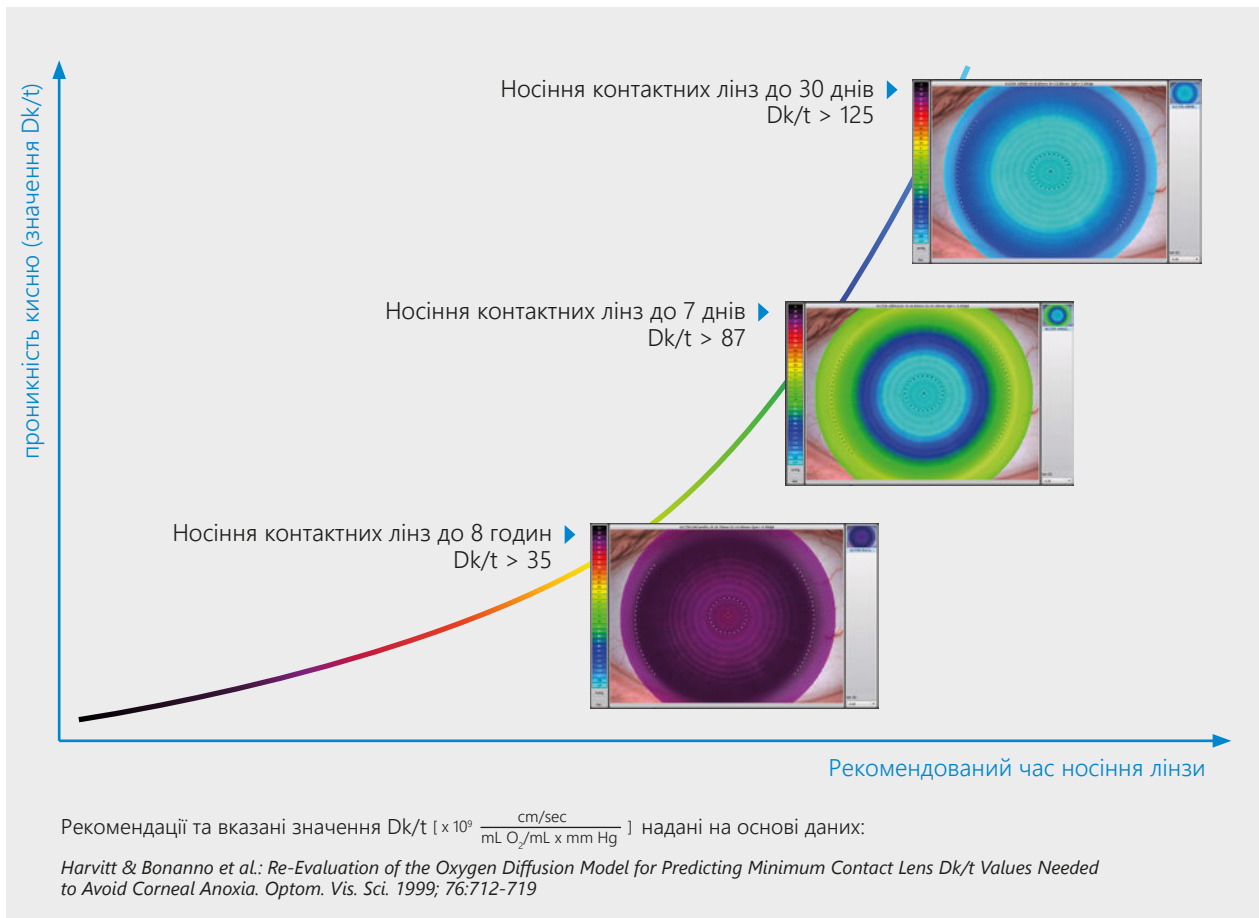 Носіння контактних лінз до 30 днів
Dk/t > 125
проникність кисню (значення Dk/t)
Носіння контактних лінз до 7 днів
Dk/t > 87
Носіння контактних лінз до 8 годин
Dk/t > 35
Рекомендований час носіння лінзи
Рекомендації та вказані значення Dk/t [ x 10⁹ cm/sec / mL O₂/mL x mm Hg ] надані на основі даних:
Harvitt & Bonanno et al.: Re-Evaluation of the Oxygen Diffusion Model for Predicting Minimum Contact Lens Dk/t Values Needed
to Avoid Corneal Anoxia. Optom. Vis. Sci. 1999; 76:712-719